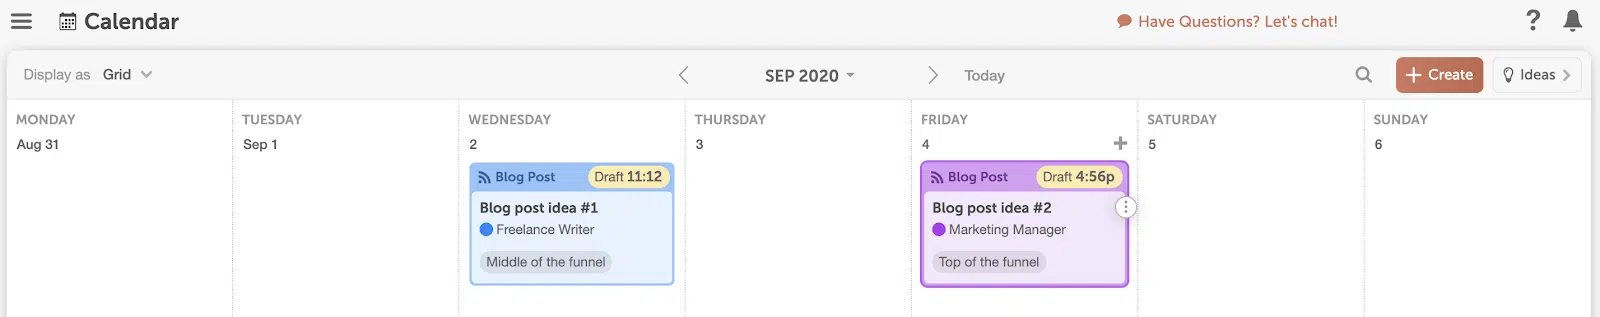 Calendar
Have Questions? Let's chat!
?
Display as Grid
SEP 2020
Today
+ Create
Ideas
MONDAY
TUESDAY
WEDNESDAY
THURSDAY
FRIDAY
SATURDAY
SUNDAY
Aug 31
Sep 1
2
3
4
+
5
6
Blog Post
Draft 11:12
Blog post idea #1
Freelance Writer
Middle of the funnel
Blog Post
Draft 4:56p
Blog post idea #2
Marketing Manager
Top of the funnel